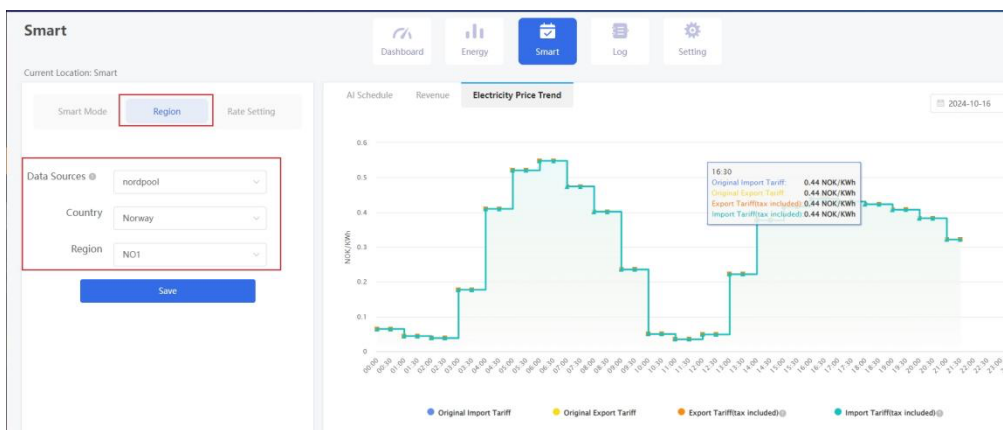 Smart
Dashboard
Energy
Smart
Log
Setting
Current Location: Smart
Smart Mode
Region
Rate Setting
Data Sources
nordpool
Country
Norway
Region
NO1
Save
AI Schedule
Revenue
Electricity Price Trend
2024-10-16
NOK/KWh
0.6
0.5
0.4
0.3
0.2
0.1
0
16:30
Original Import Tariff: 0.44 NOK/KWh
Original Export Tariff: 0.44 NOK/KWh
Export Tariff(tax included): 0.44 NOK/KWh
Import Tariff(tax included): 0.44 NOK/KWh
00:00 00:30 01:00 01:30 02:00 02:30 03:00 03:30 04:00 04:30 05:00 05:30 06:00 06:30 07:00 07:30 08:00 08:30 09:00 09:30 10:00 10:30 11:00 11:30 12:00 12:30 13:00 13:30 14:00 14:30 15:00 15:30 16:00 16:30 17:00 17:30 18:00 18:30 19:00 19:30 20:00 20:30 21:00 21:30 22:00 22:30 23:00
Original Import Tariff
Original Export Tariff
Export Tariff(tax included)
Import Tariff(tax included)